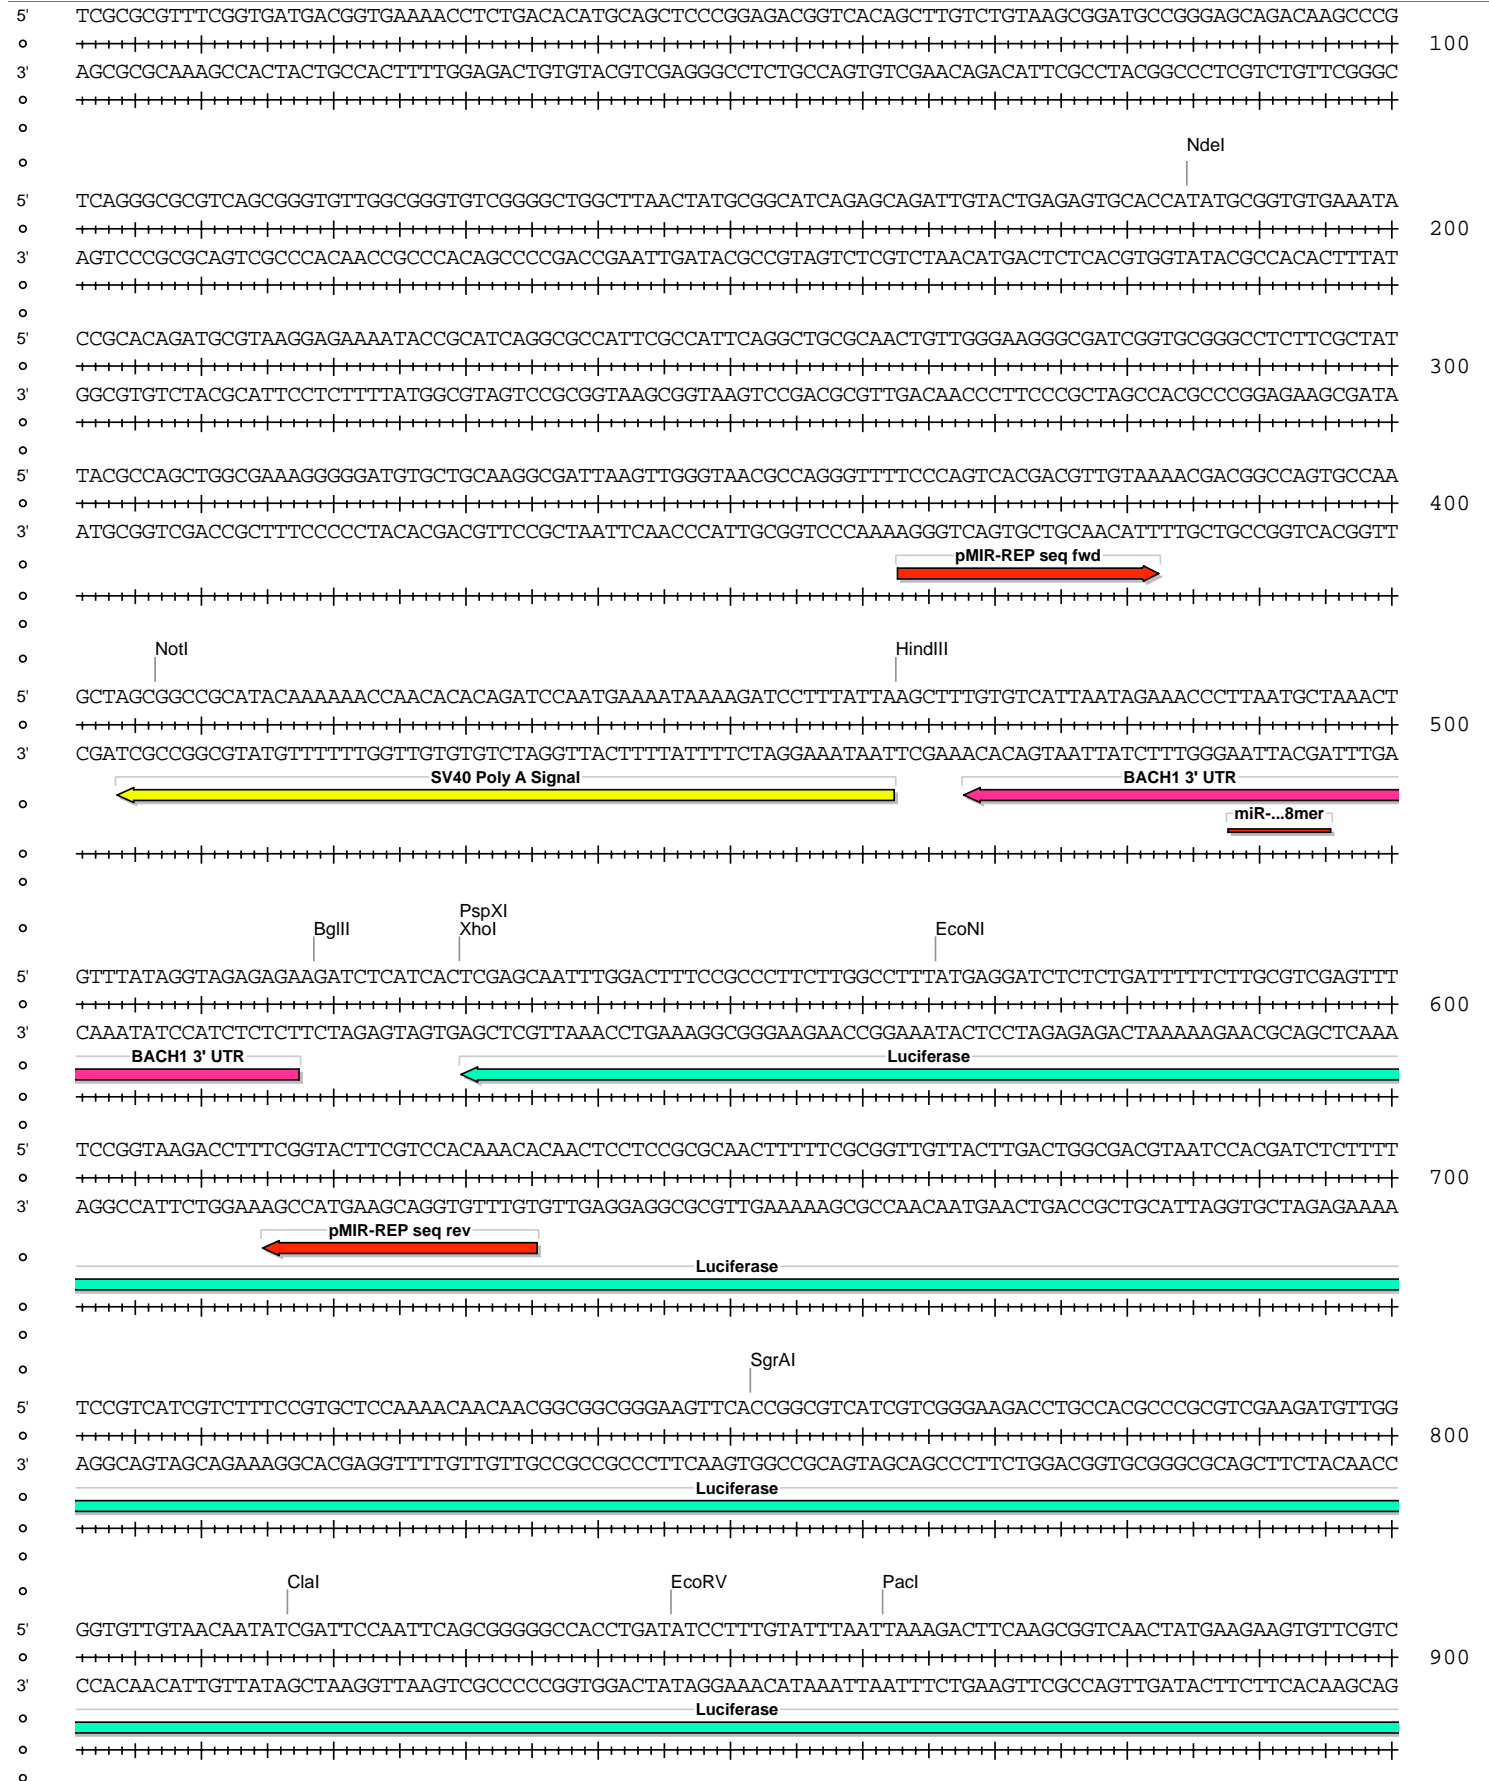 5' TCGCGCGTTTCGGTGATGACGGTGAAAACCTCTGACACATGCAGCTCCCGGAGACGGTCACAGCTTGTCTGTAAGCGGATGCCGGGAGCAGACAAGCCCG
100
3' AGCGCGCAAAGCCACTACTGCCACTTTTGGAGACTGTGTACGTCGAGGGCCTCTGCCAGTGTCGAACAGACATTCGCCTACGGCCCTCGTCTGTTCGGGC
NdeI
5' TCAGGGCGCGTCAGCGGGTGTTGGCGGGTGTCGGGGCTGGCTTAACTATGCGGCATCAGAGCAGATTGTACTGAGAGTGCACCATATGCGGTGTGAAATA
200
3' AGTCCCGCGCAGTCGCCCACAACCGCCCACAGCCCCGACCGAATTGATACGCCGTAGTCTCGTCTAACATGACTCTCACGTGGTATACGCCACACTTTAT
5' CCGCACAGATGCGTAAGGAGAAAATACCGCATCAGGCGCCATTCGCCATTCAGGCTGCGCAACTGTTGGGAAGGGCGATCGGTGCGGGCCTCTTCGCTAT
300
3' GGCGTGTCTACGCATTCCTCTTTTATGGCGTAGTCCGCGGTAAGCGGTAAGTCCGACGCGTTGACAACCCTTCCCGCTAGCCACGCCCGGAGAAGCGATA
5' TACGCCAGCTGGCGAAAGGGGGATGTGCTGCAAGGCGATTAAGTTGGGTAACGCCAGGGTTTTCCCAGTCACGACGTTGTAAAACGACGGCCAGTGCCAA
400
3' ATGCGGTCGACCGCTTTCCCCCTACACGACGTTCCGCTAATTCAACCCATTGCGGTCCCAAAAGGGTCAGTGCTGCAACATTTTGCTGCCGGTCACGGTT
pMIR-REP seq fwd
NotI HindIII
5' GCTAGCGGCCGCATACAAAAAACCAACACACAGATCCAATGAAAATAAAAGATCCTTTATTAAGCTTTGTGTCATTAATAGAAACCCTTAATGCTAAACT
500
3' CGATCGCCGGCGTATGTTTTTTGGTTGTGTGTCTAGGTTACTTTTATTTTCTAGGAAATAATTCGAAACACAGTAATTATCTTTGGGAATTACGATTTGA
SV40 Poly A Signal BACH1 3' UTR
miR-...8mer
PspXI
BglII XhoI EcoNI
5' GTTTATAGGTAGAGAGAAGATCTCATCACTCGAGCAATTTGGACTTTCCGCCCTTCTTGGCCTTTATGAGGATCTCTCTGATTTTTCTTGCGTCGAGTTT
600
3' CAAATATCCATCTCTCTTCTAGAGTAGTGAGCTCGTTAAACCTGAAAGGCGGGAAGAACCGGAAATACTCCTAGAGAGACTAAAAAGAACGCAGCTCAAA
BACH1 3' UTR Luciferase
5' TCCGGTAAGACCTTTCGGTACTTCGTCCACAAACACAACTCCTCCGCGCAACTTTTTCGCGGTTGTTACTTGACTGGCGACGTAATCCACGATCTCTTTT
700
3' AGGCCATTCTGGAAAGCCATGAAGCAGGTGTTTGTGTTGAGGAGGCGCGTTGAAAAAGCGCCAACAATGAACTGACCGCTGCATTAGGTGCTAGAGAAAA
pMIR-REP seq rev
Luciferase
SgrAI
5' TCCGTCATCGTCTTTCCGTGCTCCAAAACAACAACGGCGGCGGGAAGTTCACCGGCGTCATCGTCGGGAAGACCTGCCACGCCCGCGTCGAAGATGTTGG
800
3' AGGCAGTAGCAGAAAGGCACGAGGTTTTGTTGTTGCCGCCGCCCTTCAAGTGGCCGCAGTAGCAGCCCTTCTGGACGGTGCGGGCGCAGCTTCTACAACC
Luciferase
ClaI EcoRV PacI
5' GGTGTTGTAACAATATCGATTCCAATTCAGCGGGGGCCACCTGATATCCTTTGTATTTAATTAAAGACTTCAAGCGGTCAACTATGAAGAAGTGTTCGTC
900
3' CCACAACATTGTTATAGCTAAGGTTAAGTCGCCCCCGGTGGACTATAGGAAACATAAATTAATTTCTGAAGTTCGCCAGTTGATACTTCTTCACAAGCAG
Luciferase